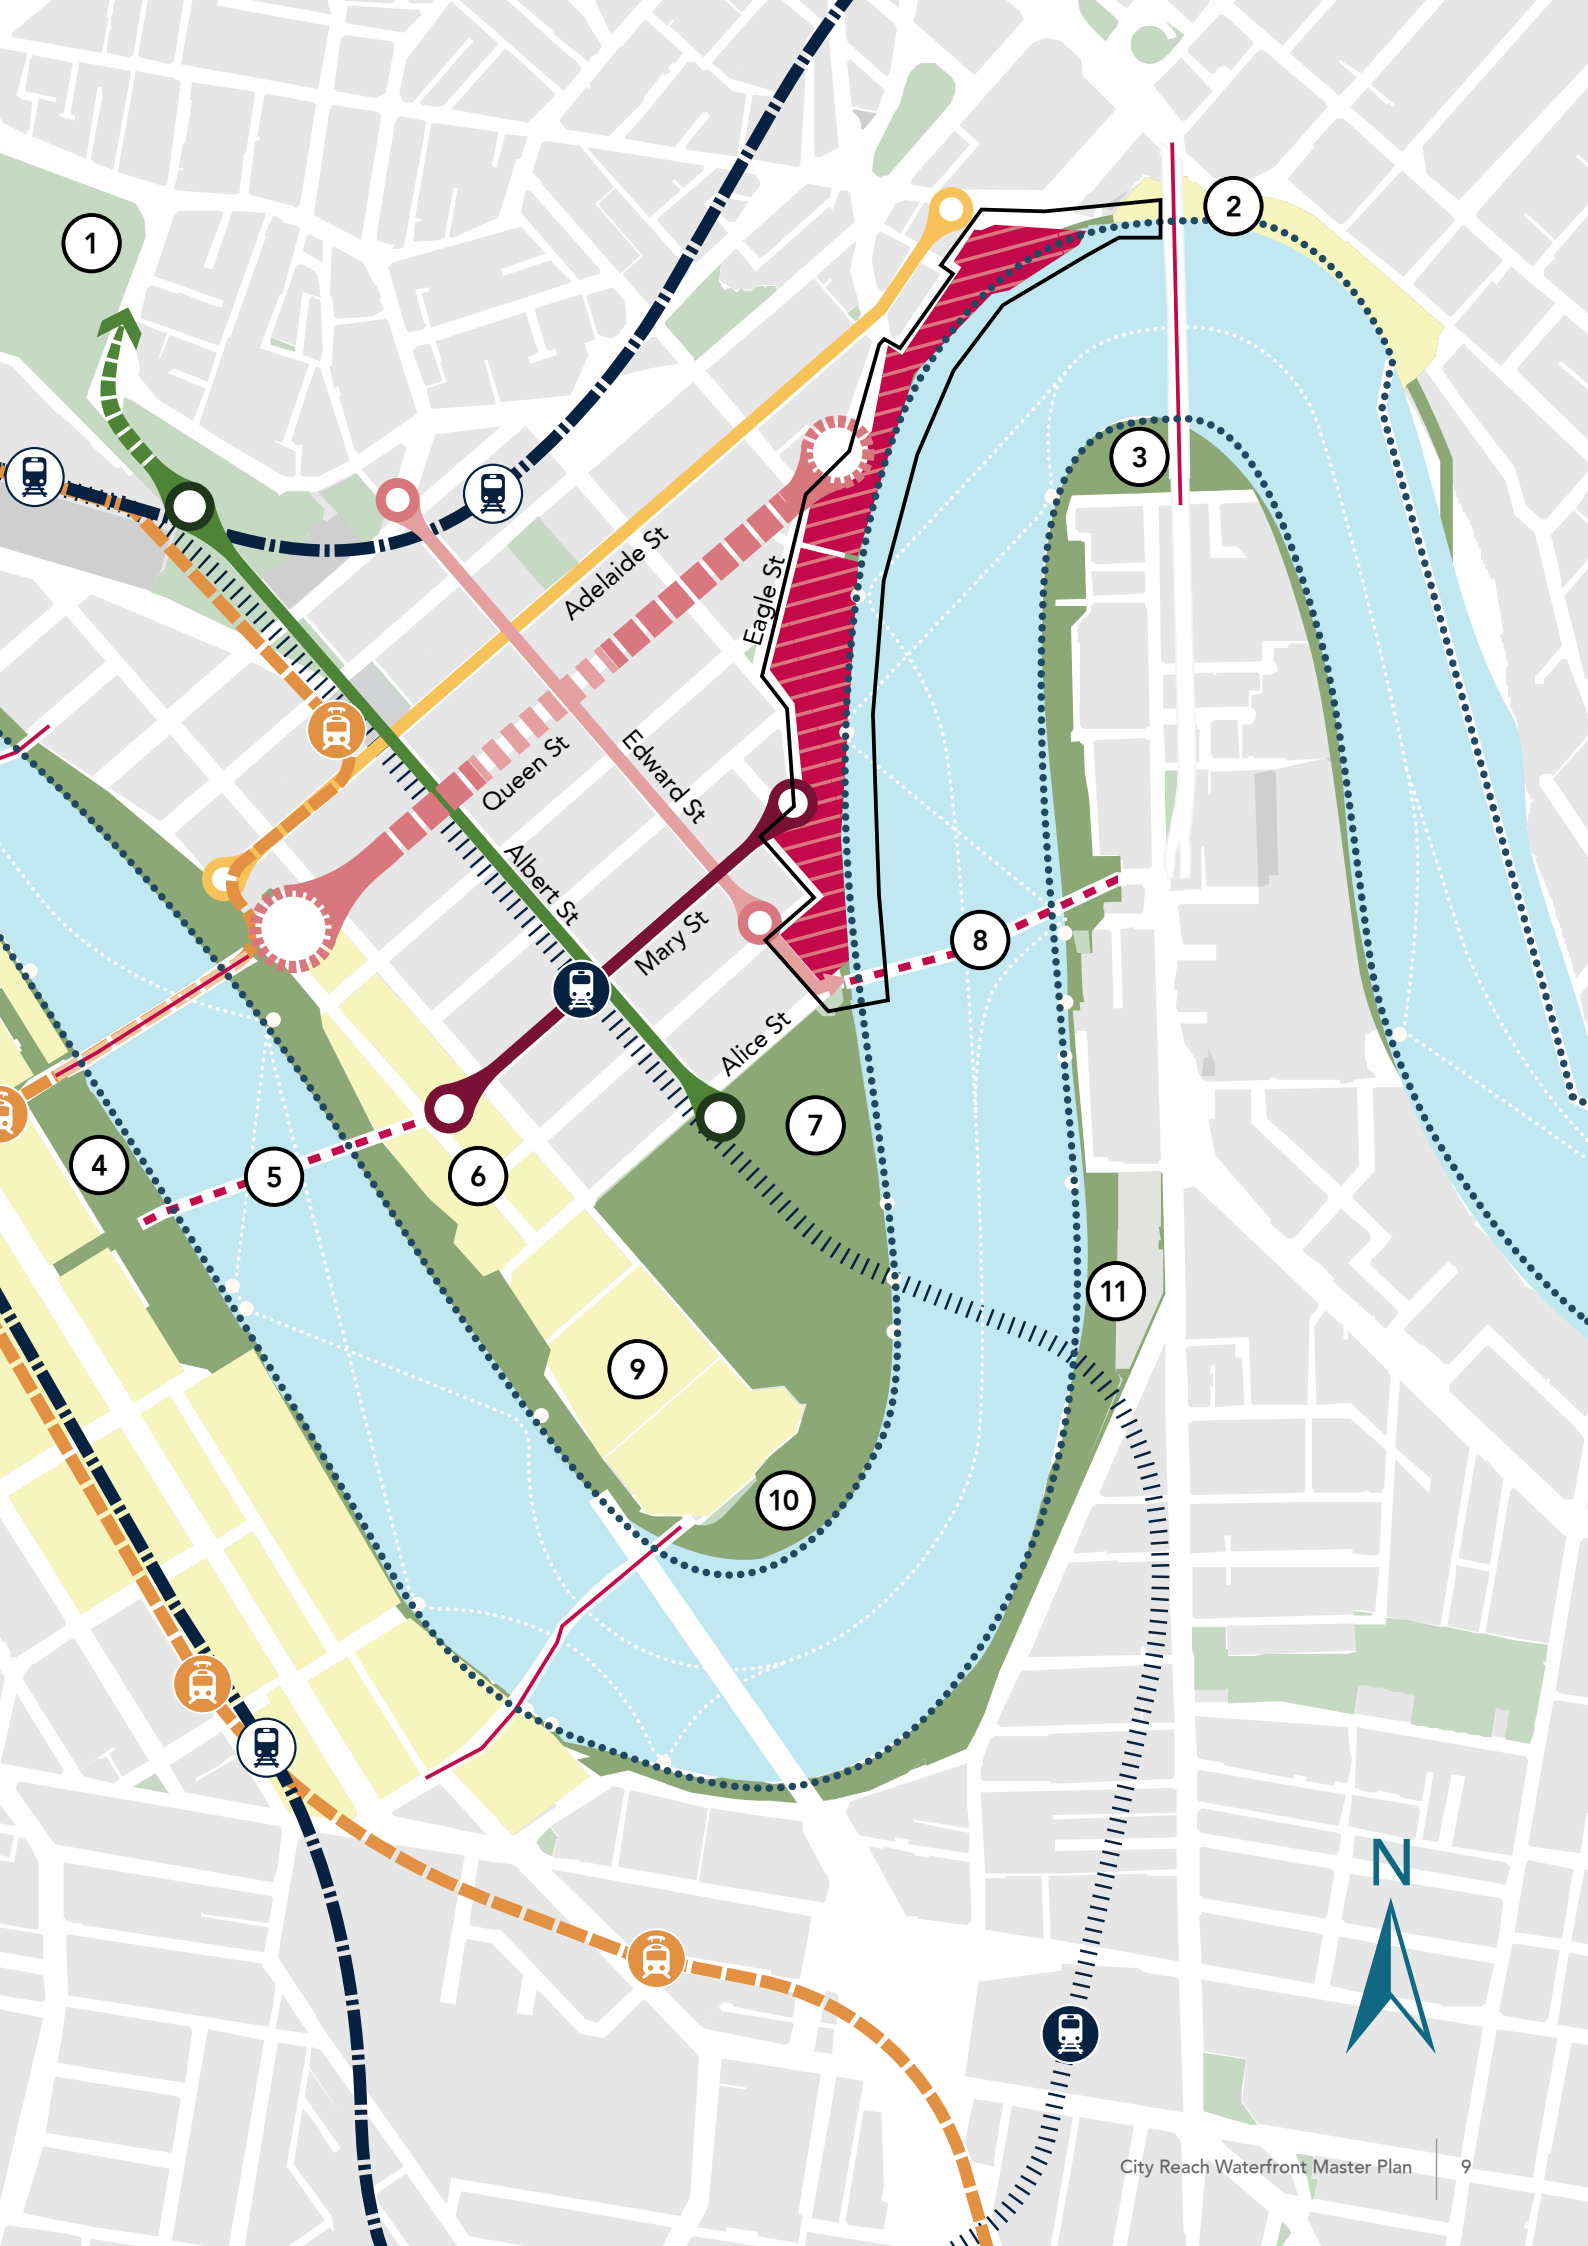 2
1
3
Adelaide St
Eagle St
Queen St
Edward St
Albert St
Mary St
8
Alice St
7
4
5
6
11
9
10
N
City Reach Waterfront Master Plan 9